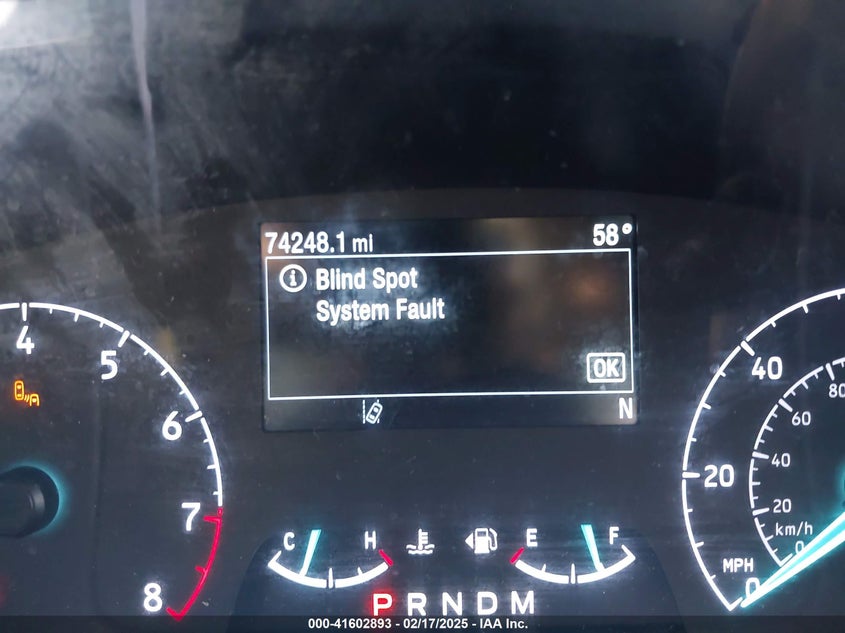 74248.1 mi 58°
Blind Spot
System Fault
OK
N
4
5
6
7
8
40
20
MPH
0
80
60
40
20
km/h
0
C H E F
P R N D M
000-41602893 - 02/17/2025 - IAA Inc.